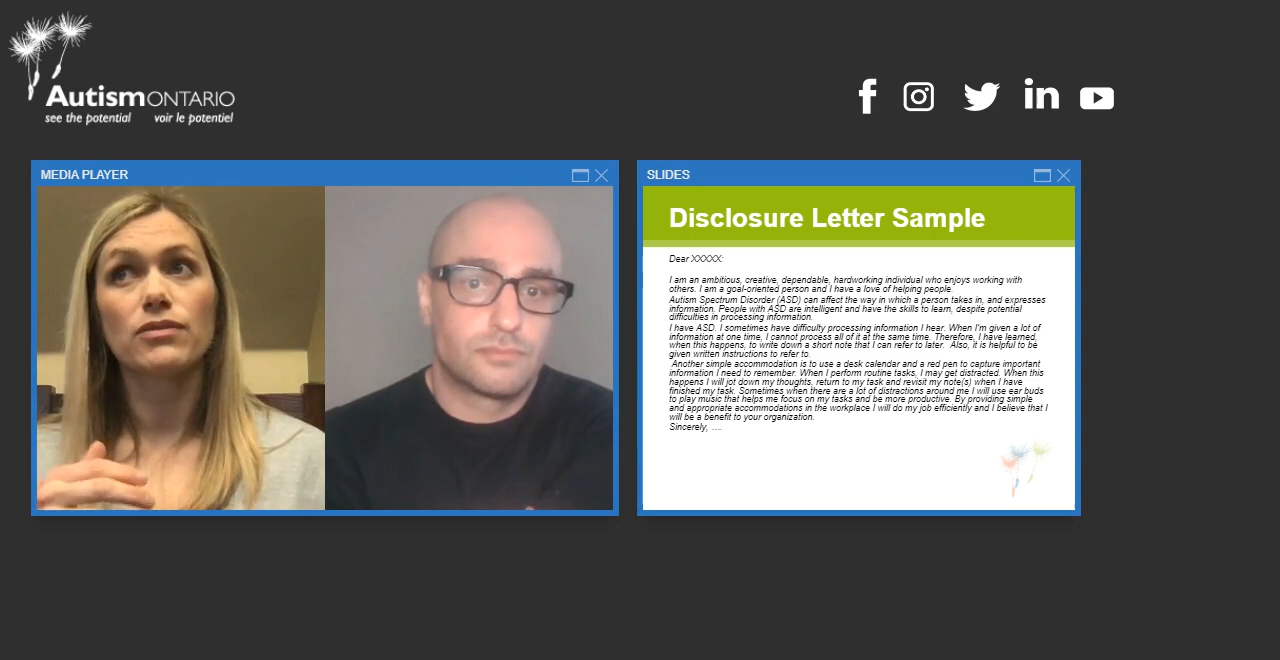 Autism ONTARIO
see the potential voir le potentiel
MEDIA PLAYER
SLIDES
Disclosure Letter Sample
Dear XXXXX:
I am an ambitious, creative, dependable, hardworking individual who enjoys working with
others. I am a goal-oriented person and I have a love of helping people.
Autism Spectrum Disorder (ASD) can affect the way in which a person takes in, and expresses
information. People with ASD are intelligent and have the skills to learn, despite potential
difficulties in processing information.
I have ASD. I sometimes have difficulty processing information I hear. When I'm given a lot of
information at one time, I cannot process all of it at the same time. Therefore, I have learned,
when this happens, to write down a short note that I can refer to later. Also, it is helpful to be
given written instructions to refer to.
Another simple accommodation is to use a desk calendar and a red pen to capture important
information I need to remember. When I perform routine tasks, I may get distracted. When this
happens I will jot down my thoughts, return to my task and revisit my note(s) when I have
finished my task. Sometimes when there are a lot of distractions around me I will use ear buds
to play music that helps me focus on my tasks and be more productive. By providing simple
and appropriate accommodations in the workplace I will do my job efficiently and I believe that I
will be a benefit to your organization.
Sincerely, ….